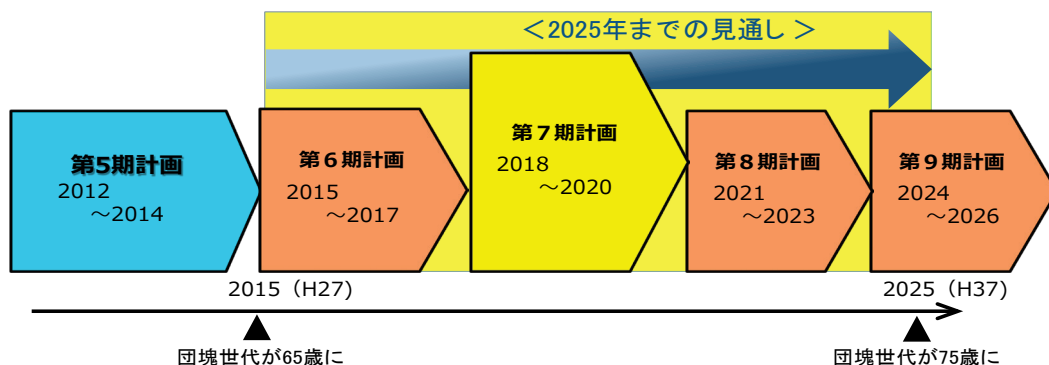 ＜2025年までの見通し ＞
第5期計画
2012
～2014
第６期計画
2015
～2017
第７期計画
2018
～2020
第８期計画
2021
～2023
第９期計画
2024
～2026
2015（H27)
2025（H37)
団塊世代が65歳に
団塊世代が75歳に